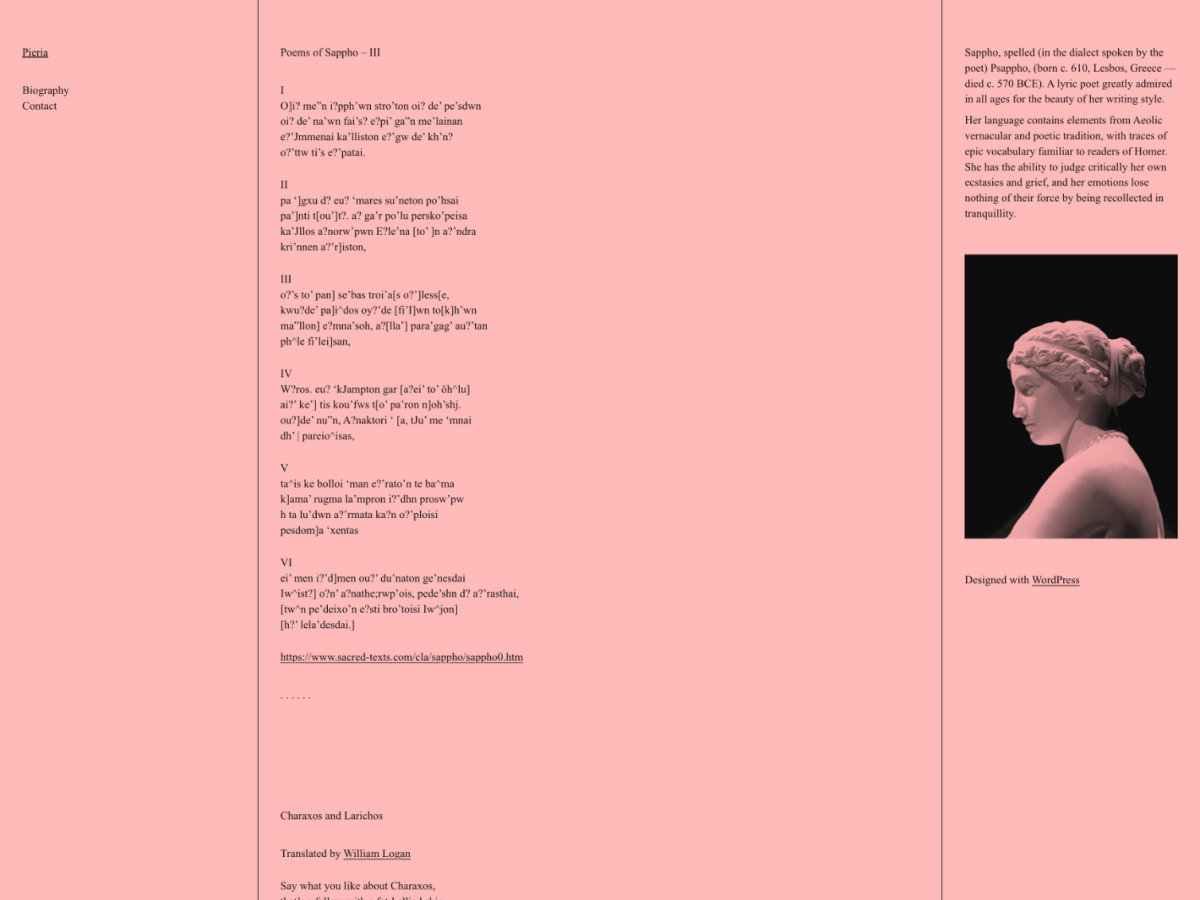 Pieria
Biography
Contact
Poems of Sappho – III
I
O]i? me”n i?pph’wn stro’ton oi? de’ pe’sdwn
oi? de’ na’wn fai’s? e?pi’ ga”n me’lainan
e?’Jmmenai ka’lliston e?’gw de’ kh’n?
o?’ttw ti’s e?’patai.
II
pa ‘]gxu d? eu? ‘mares su’neton po’hsai
pa’]nti t[ou’]t?. a? ga’r po’lu persko’peisa
ka’Jllos a?norw’pwn E?le’na [to’ ]n a?’ndra
kri’nnen a?’r]iston,
III
o?’s to’ pan] se’bas troi’a[s o?’]less[e,
kwu?de’ pa]i^dos oy?’de [fi’I]wn to[k]h’wn
ma”llon] e?mna’soh, a?[lla’] para’gag’ au?’tan
ph^le fi’lei]san,
IV
W?ros. eu? ‘kJampton gar [a?ei’ to’ öh^lu]
ai?’ ke’] tis kou’fws t[o’ pa’ron n]oh’shj.
ou?]de’ nu”n, A?naktori ‘ [a, tJu’ me ‘mnai
dh’ | pareio^isas,
V
ta^is ke bolloi ‘man e?’rato’n te ba^ma
k]ama’ rugma la’mpron i?’dhn prosw’pw
h ta lu’dwn a?’rmata ka?n o?’ploisi
pesdom]a ‘xentas
VI
ei’ men i?’d]men ou?’ du’naton ge’nesdai
Iw^ist?] o?n’ a?nathe;rwp’ois, pede’shn d? a?’rasthai,
[tw^n pe’deixo’n e?sti bro’toisi Iw^jon]
[h?’ lela’desdai.]
https://www.sacred-texts.com/cla/sappho/sappho0.htm
. . . . . .
Charaxos and Larichos
Translated by William Logan
Say what you like about Charaxos,
Sappho, spelled (in the dialect spoken by the
poet) Psappho, (born c. 610, Lesbos, Greece —
died c. 570 BCE). A lyric poet greatly admired
in all ages for the beauty of her writing style.
Her language contains elements from Aeolic
vernacular and poetic tradition, with traces of
epic vocabulary familiar to readers of Homer.
She has the ability to judge critically her own
ecstasies and grief, and her emotions lose
nothing of their force by being recollected in
tranquillity.
Designed with WordPress